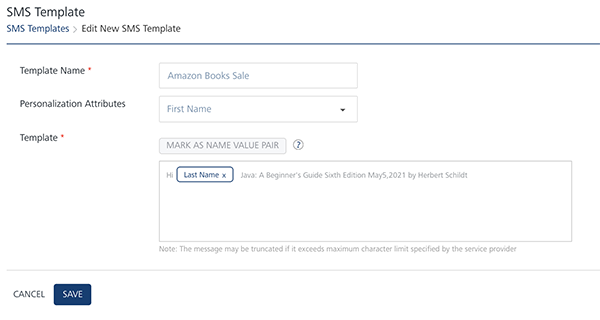 SMS Template
SMS Templates > Edit New SMS Template
Template Name *
Amazon Books Sale
Personalization Attributes
First Name
Template *
MARK AS NAME VALUE PAIR ?
Hi Last Name x Java: A Beginner's Guide Sixth Edition May5,2021 by Herbert Schildt
Note: The message may be truncated if it exceeds maximum character limit specified by the service provider
CANCEL SAVE